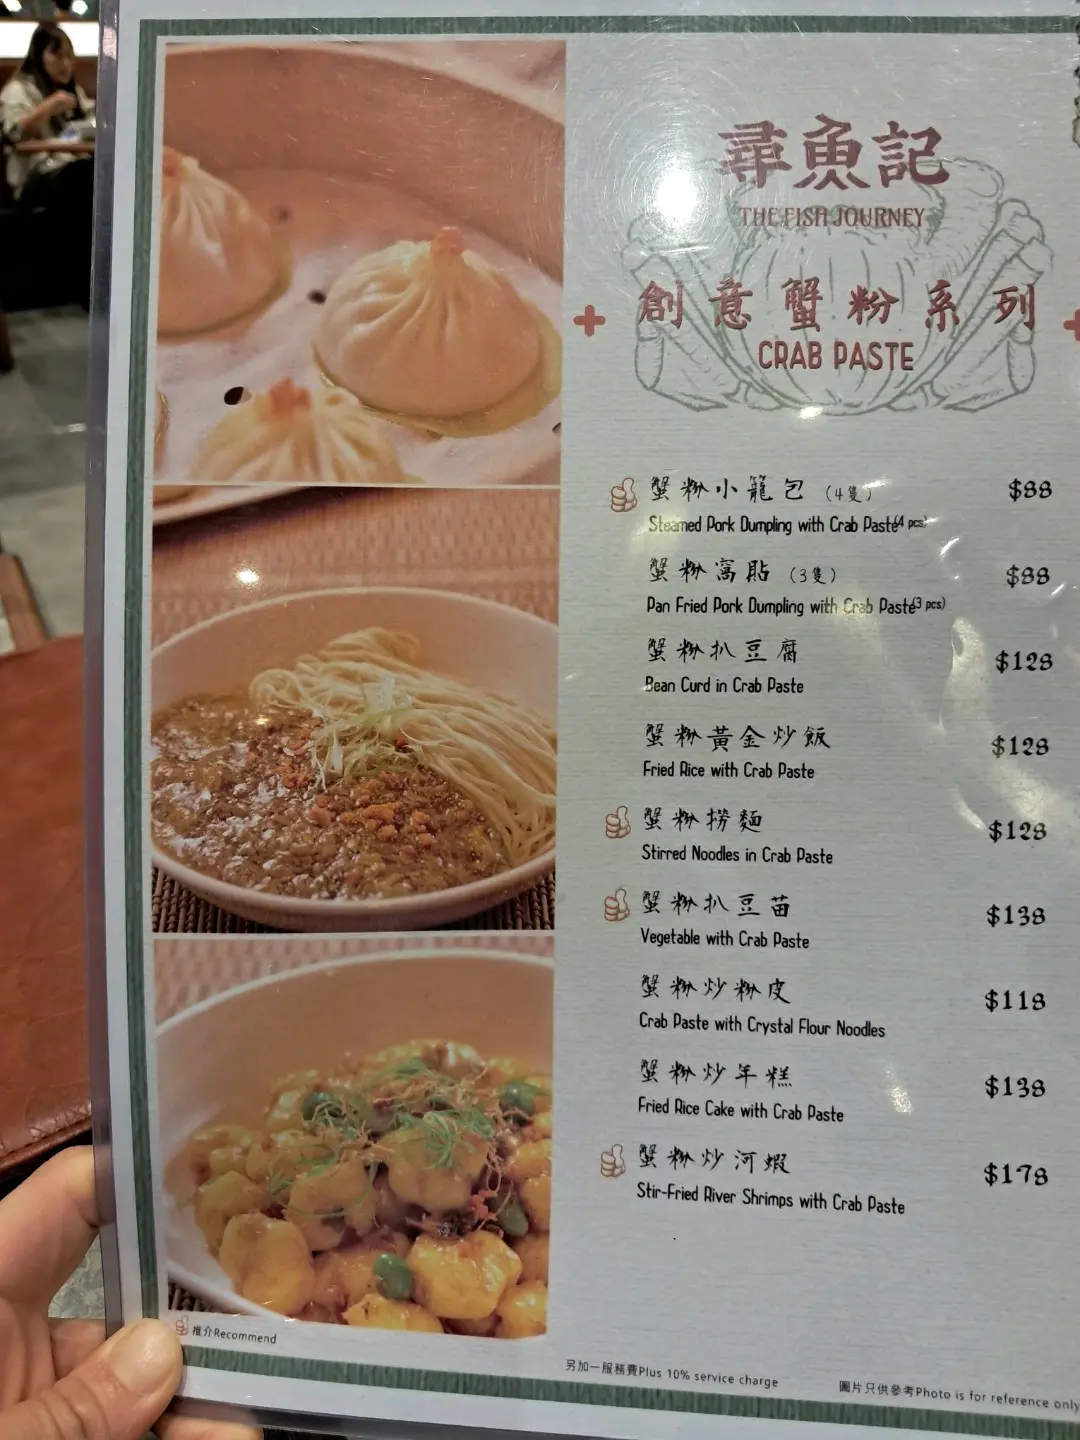 尋魚記
THE FISH JOURNEY
創意蟹粉系列
CRAB PASTE
蟹粉小籠包 (4隻) $88
Steamed Pork Dumpling with Crab Paste(4 pcs)
蟹粉窩貼 (3隻) $88
Pan Fried Pork Dumpling with Crab Paste(3 pcs)
蟹粉扒豆腐 $128
Bean Curd in Crab Paste
蟹粉黃金炒飯 $128
Fried Rice with Crab Paste
蟹粉撈麵 $128
Stirred Noodles in Crab Paste
蟹粉扒豆苗 $138
Vegetable with Crab Paste
蟹粉炒粉皮 $118
Crab Paste with Crystal Flour Noodles
蟹粉炒年糕 $138
Fried Rice Cake with Crab Paste
蟹粉炒河蝦 $178
Stir-Fried River Shrimps with Crab Paste
推介Recommend
另加一服務費Plus 10% service charge
圖片只供參考Photo is for reference only